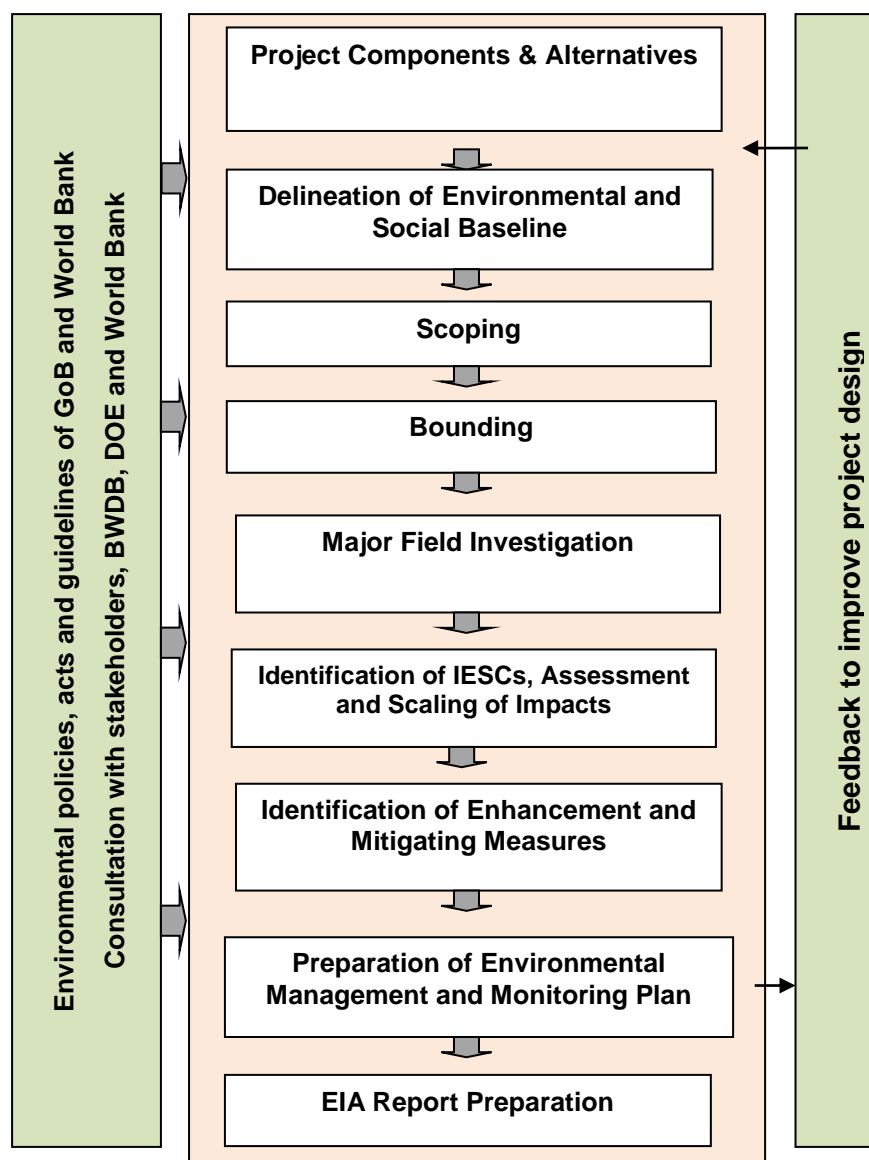 Environmental policies, acts and guidelines of GoB and World Bank
Consultation with stakeholders, BWDB, DOE and World Bank
Project Components & Alternatives
Delineation of Environmental and
Social Baseline
Scoping
Bounding
Major Field Investigation
Identification of IESCs, Assessment
and Scaling of Impacts
Identification of Enhancement and
Mitigating Measures
Preparation of Environmental
Management and Monitoring Plan
EIA Report Preparation
Feedback to improve project design